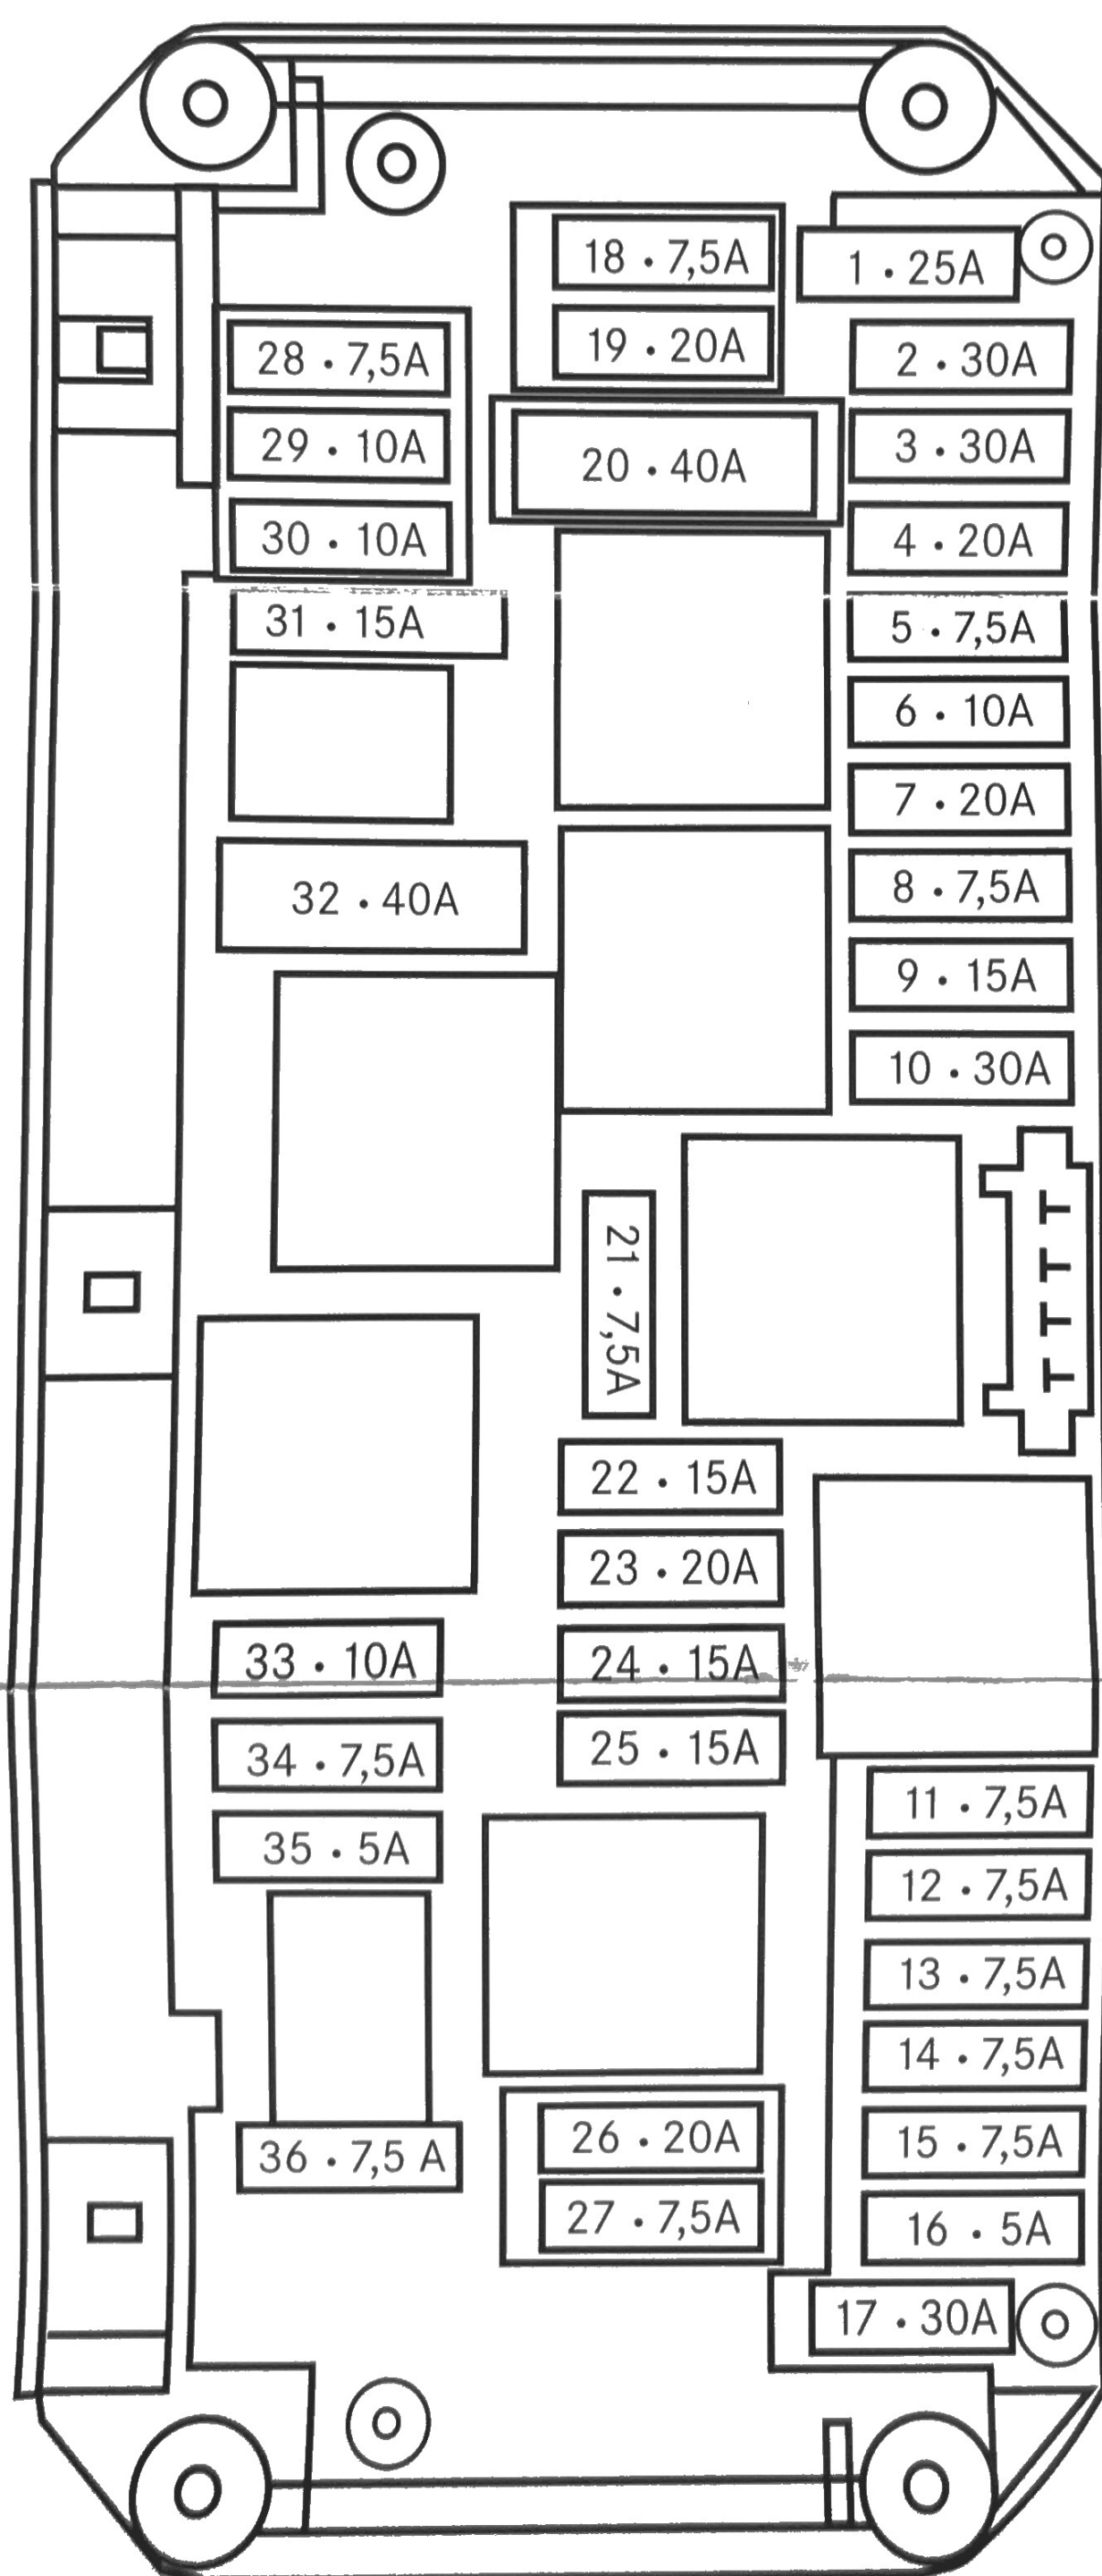 1 · 25A
2 · 30A
3 · 30A
4 · 20A
5 · 7,5A
6 · 10A
7 · 20A
8 · 7,5A
9 · 15A
10 · 30A
T
T
T
T
11 · 7,5A
12 · 7,5A
13 · 7,5A
14 · 7,5A
15 · 7,5A
16 · 5A
17 · 30A
18 · 7,5A
19 · 20A
20 · 40A
21 · 7,5A
22 · 15A
23 · 20A
24 · 15A
25 · 15A
26 · 20A
27 · 7,5A
28 · 7,5A
29 · 10A
30 · 10A
31 · 15A
32 · 40A
33 · 10A
34 · 7,5A
35 · 5A
36 · 7,5 A